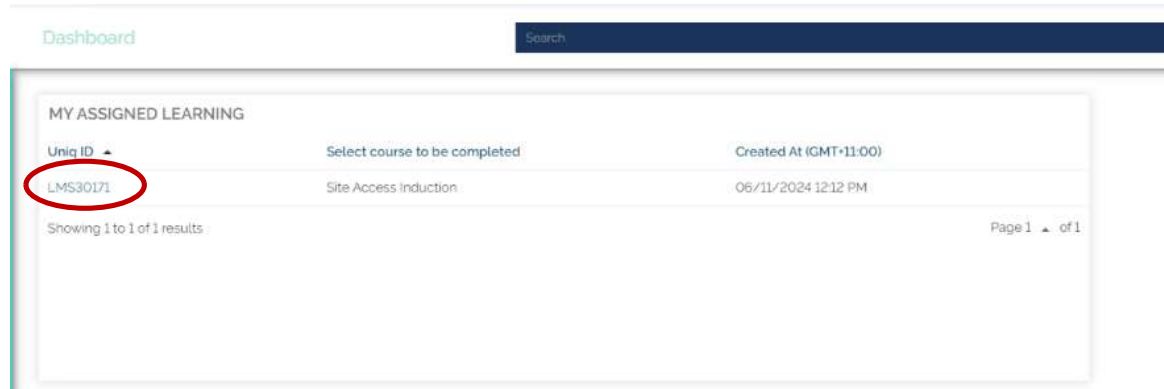 Dashboard Search
MY ASSIGNED LEARNING
Uniq ID ▲ Select course to be completed Created At (GMT+11:00)
LMS30171 Site Access Induction 06/11/2024 12:12 PM
Showing 1 to 1 of 1 results Page 1 ▲ of 1